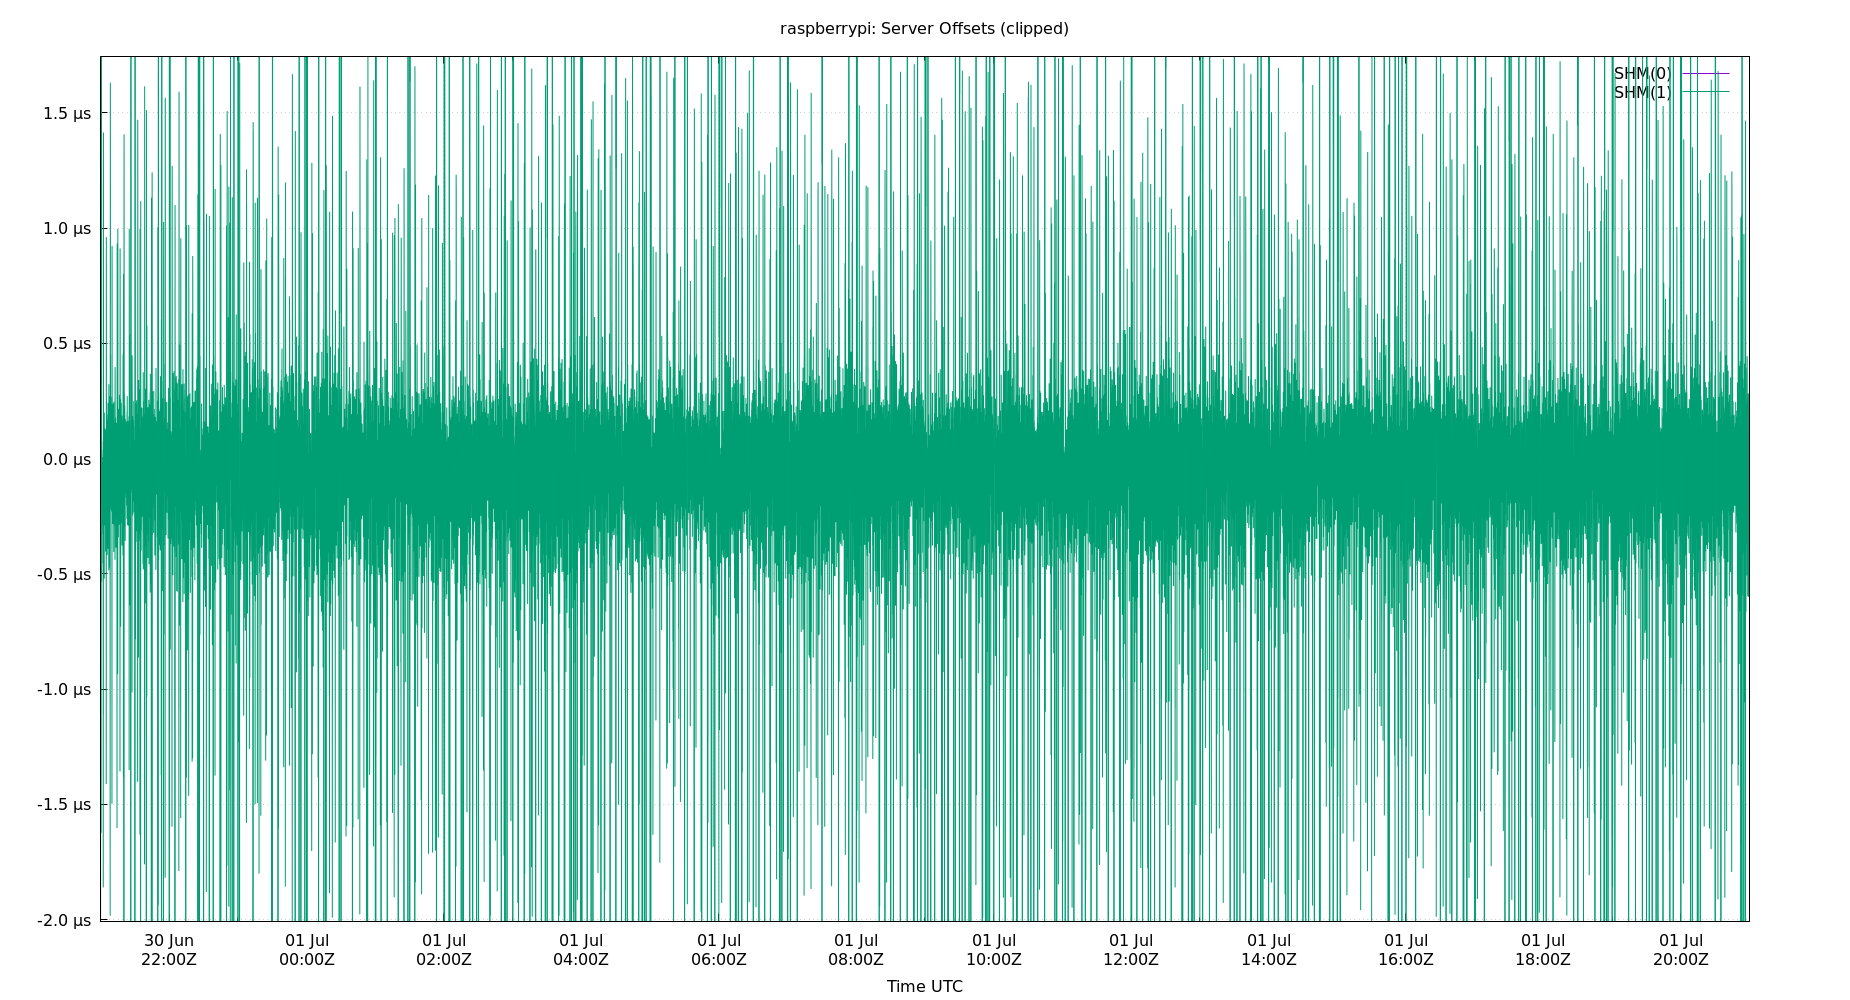 raspberrypi: Server Offsets (clipped)
SHM(0)
SHM(1)
1.5 µs
1.0 µs
0.5 µs
0.0 µs
-0.5 µs
-1.0 µs
-1.5 µs
-2.0 µs
30 Jun 01 Jul 01 Jul 01 Jul 01 Jul 01 Jul 01 Jul 01 Jul 01 Jul 01 Jul 01 Jul 01 Jul
22:00Z 00:00Z 02:00Z 04:00Z 06:00Z 08:00Z 10:00Z 12:00Z 14:00Z 16:00Z 18:00Z 20:00Z
Time UTC